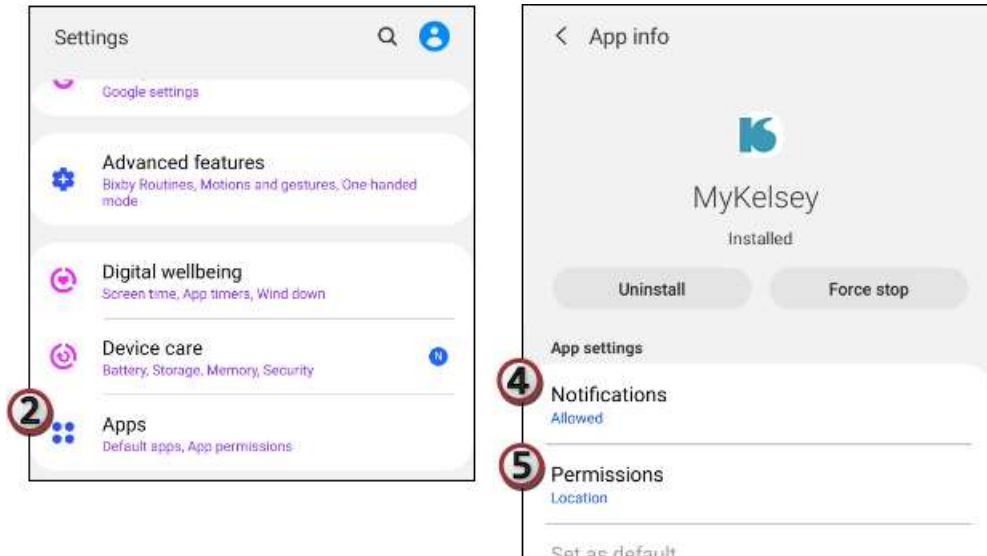 Settings
Google settings
Advanced features
Bixby Routines, Motions and gestures, One handed
mode
Digital wellbeing
Screen time, App timers, Wind down
Device care
N
Battery, Storage, Memory, Security
2
Apps
Default apps, App permissions
App info
MyKelsey
Installed
Uninstall
Force stop
App settings
4
Notifications
Allowed
5
Permissions
Location
Set as default